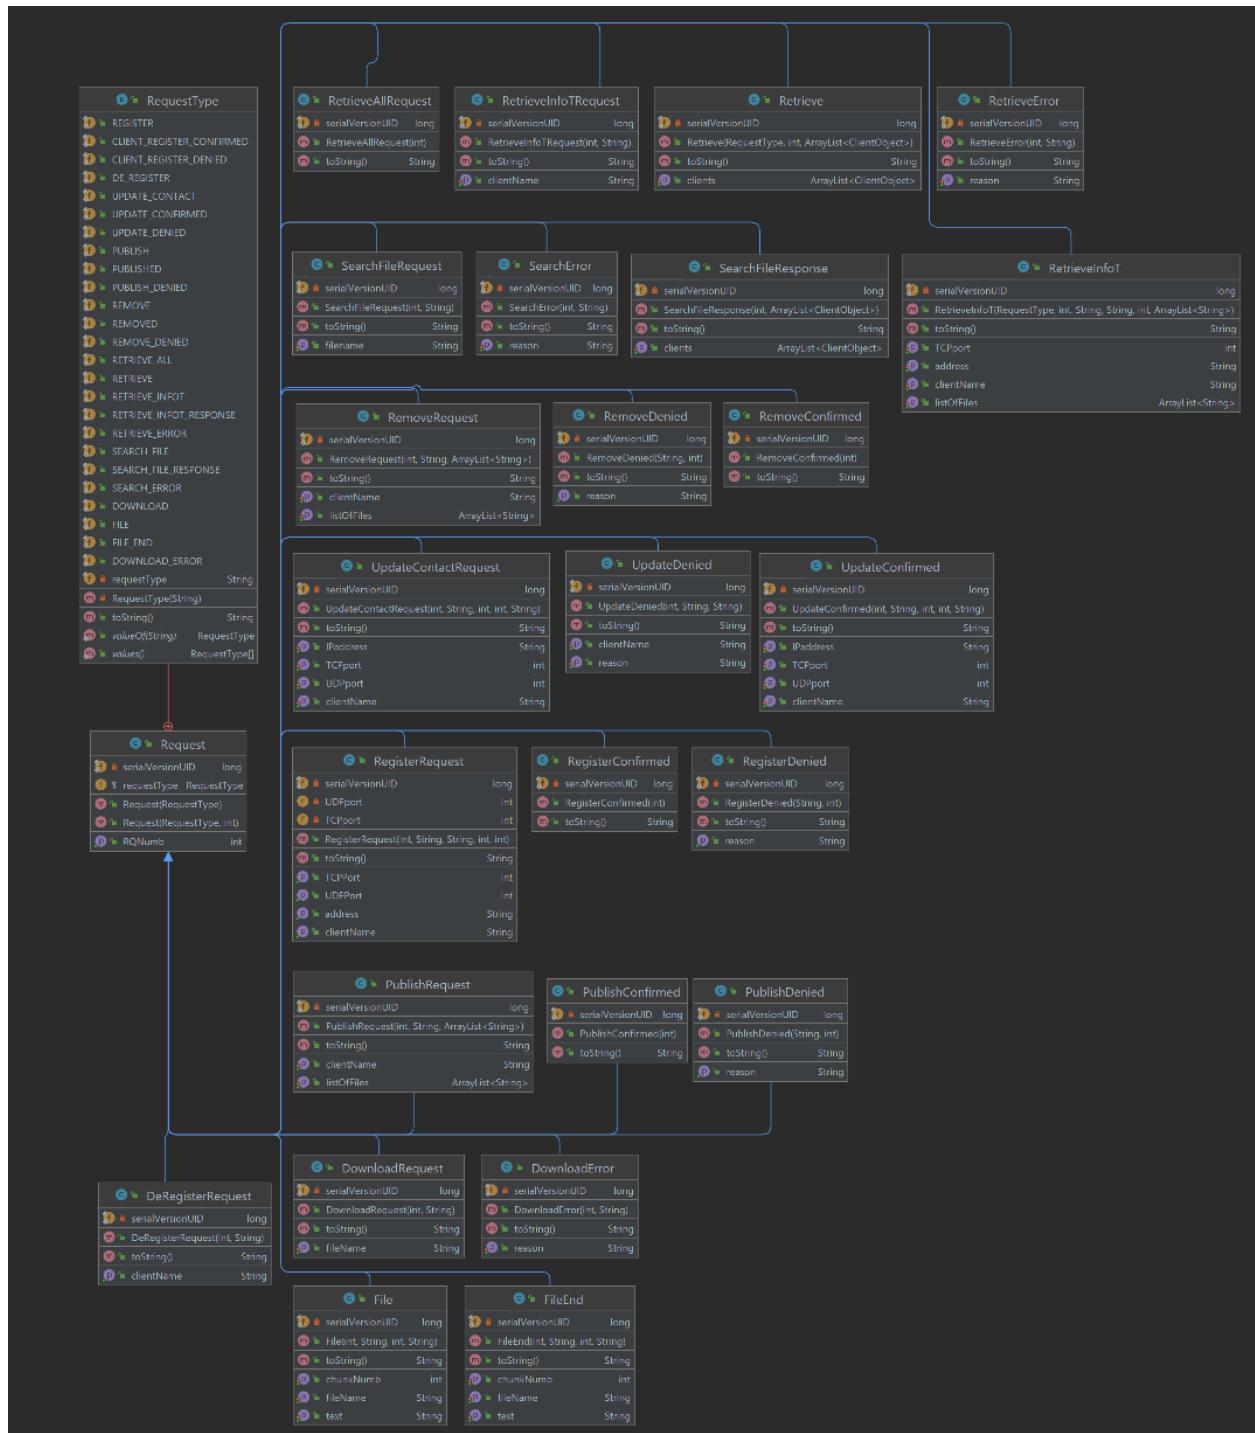 RequestType
REGISTER
CLIENT_REGISTER_CONFIRMED
CLIENT_REGISTER_DENIED
DE_REGISTER
UPDATE_CONTACT
UPDATE_CONFIRMED
UPDATE_DENIED
PUBLISH
PUBLISHED
PUBLISH_DENIED
REMOVE
REMOVED
REMOVE_DENIED
RETRIEVE_ALL
RETRIEVE
RETRIEVE_INFOT
RETRIEVE_INFOT_RESPONSE
RETRIEVE_ERROR
SEARCH_FILE
SEARCH_FILE_RESPONSE
SEARCH_ERROR
DOWNLOAD
FILE
FILE_END
DOWNLOAD_ERROR
requestType String
RequestType(String)
toString() String
valueOf(String) RequestType
values() RequestType[]
Request
serialVersionUID long
requestType RequestType
Request(RequestType)
Request(RequestType, int)
RQNumb int
RetrieveAllRequest
serialVersionUID long
RetrieveAllRequest(int)
toString() String
RetrieveInfoTRequest
serialVersionUID long
RetrieveInfoTRequest(int, String)
toString() String
clientName String
Retrieve
serialVersionUID long
Retrieve(RequestType, int, ArrayList<ClientObject>)
toString() String
clients ArrayList<ClientObject>
RetrieveError
serialVersionUID long
RetrieveError(int, String)
toString() String
reason String
SearchFileRequest
serialVersionUID long
SearchFileRequest(int, String)
toString() String
filename String
SearchError
serialVersionUID long
SearchError(int, String)
toString() String
reason String
SearchFileResponse
serialVersionUID long
SearchFileResponse(int, ArrayList<ClientObject>)
toString() String
clients ArrayList<ClientObject>
RetrieveInfoT
serialVersionUID long
RetrieveInfoT(RequestType, int, String, String, int, ArrayList<String>)
toString() String
TCPport int
address String
clientName String
listOfFiles ArrayList<String>
RemoveRequest
serialVersionUID long
RemoveRequest(int, String, ArrayList<String>)
toString() String
clientName String
listOfFiles ArrayList<String>
RemoveDenied
serialVersionUID long
RemoveDenied(String, int)
toString() String
reason String
RemoveConfirmed
serialVersionUID long
RemoveConfirmed(int)
toString() String
UpdateContactRequest
serialVersionUID long
UpdateContactRequest(int, String, int, int, String)
toString() String
IPaddress String
TCPport int
UDPport int
clientName String
UpdateDenied
serialVersionUID long
UpdateDenied(int, String, String)
toString() String
clientName String
reason String
UpdateConfirmed
serialVersionUID long
UpdateConfirmed(int, String, int, int, String)
toString() String
IPaddress String
TCPport int
UDPport int
clientName String
RegisterRequest
serialVersionUID long
UDPport int
TCPport int
RegisterRequest(int, String, String, int, int)
toString() String
TCPPort int
UDPPort int
address String
clientName String
RegisterConfirmed
serialVersionUID long
RegisterConfirmed(int)
toString() String
RegisterDenied
serialVersionUID long
RegisterDenied(String, int)
toString() String
reason String
PublishRequest
serialVersionUID long
PublishRequest(int, String, ArrayList<String>)
toString() String
clientName String
listOfFiles ArrayList<String>
PublishConfirmed
serialVersionUID long
PublishConfirmed(int)
toString() String
PublishDenied
serialVersionUID long
PublishDenied(String, int)
toString() String
reason String
DeRegisterRequest
serialVersionUID long
DeRegisterRequest(int, String)
toString() String
clientName String
DownloadRequest
serialVersionUID long
DownloadRequest(int, String)
toString() String
fileName String
DownloadError
serialVersionUID long
DownloadError(int, String)
toString() String
reason String
File
serialVersionUID long
File(int, String, int, String)
toString() String
chunkNumb int
fileName String
text String
FileEnd
serialVersionUID long
FileEnd(int, String, int, String)
toString() String
chunkNumb int
fileName String
text String